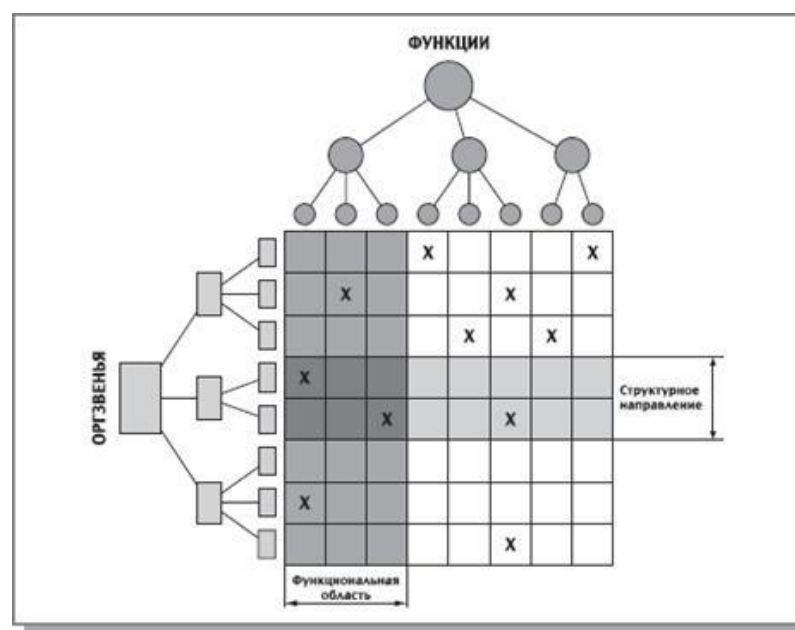 ФУНКЦИИ
X X
X X
X X
ОРГЗВЕНЬЯ
X
Структурное
направление
X X
X
X
Функциональная
область